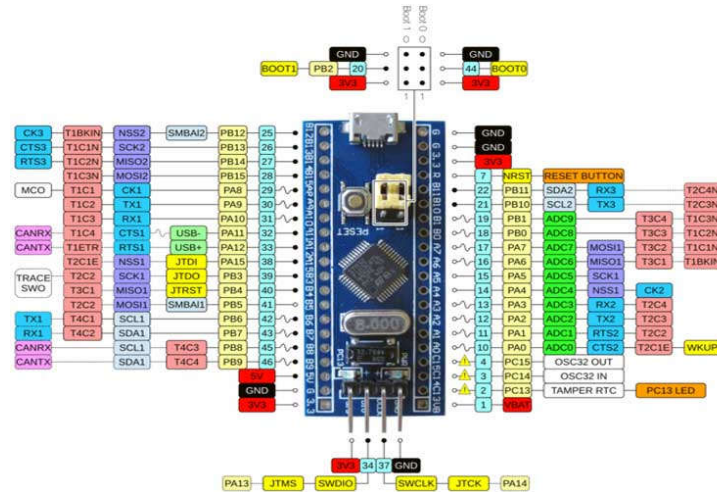 Boot 1 Boot 0
GND GND
BOOT1 PB2 20 44 BOOT0
3V3 3V3
1 1
CK3 T1BKIN NSS2 SMBAI2 PB12 25
CTS3 T1C1N SCK2 PB13 26
RTS3 T1C2N MISO2 PB14 27
T1C3N MOSI2 PB15 28
MCO T1C1 CK1 PA8 29
T1C2 TX1 PA9 30
T1C3 RX1 PA10 31
CANRX T1C4 CTS1 USB- PA11 32
CANTX T1ETR RTS1 USB+ PA12 33
T2C1E NSS1 JTDI PA15 38
TRACE SWO T2C2 SCK1 JTDO PB3 39
T3C1 MISO1 JTRST PB4 40
T2C2 MOSI1 SMBAI1 PB5 41
TX1 T4C1 SCL1 PB6 42
RX1 T4C2 SDA1 PB7 43
CANRX SCL1 T4C3 PB8 45
CANTX SDA1 T4C4 PB9 46
5V
GND
3V3
GND
GND
3V3
7 NRST RESET BUTTON
22 PB11 SDA2 RX3 T2C4N
21 PB10 SCL2 TX3 T2C3N
19 PB1 ADC9 T3C4 T1C3N
18 PB0 ADC8 T3C3 T1C2N
17 PA7 ADC7 MOSI1 T3C2 T1C1N
16 PA6 ADC6 MISO1 T3C1 T1BKIN
15 PA5 ADC5 SCK1
14 PA4 ADC4 NSS1 CK2
13 PA3 ADC3 RX2 T2C4
12 PA2 ADC2 TX2 T2C3
11 PA1 ADC1 RTS2 T2C2
10 PA0 ADC0 CTS2 T2C1E WKUP
4 PC15 OSC32 OUT
3 PC14 OSC32 IN
2 PC13 TAMPER RTC PC13 LED
1 VBAT
RESET
8.000
3V3 34 37 GND
PA13 JTMS SWDIO SWCLK JTCK PA14